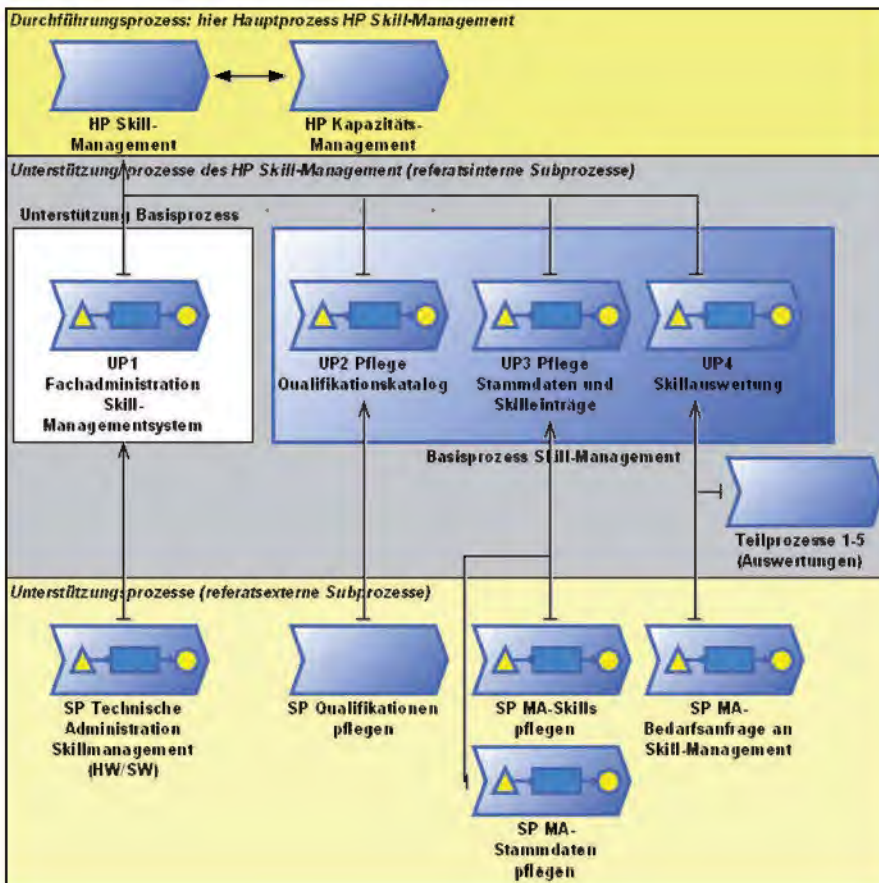 Durchführungsprozess: hier Hauptprozess HP Skill-Management
HP Skill-
Management
HP Kapazitäts-
Management
Unterstützungsprozesse des HP Skill-Management (referatsinterne Subprozesse)
Unterstützung Basisprozess
UP1
Fachadministration
Skill-
Managementsystem
UP2 Pflege
Qualifikationskatalog
UP3 Pflege
Stammdaten und
Skilleinträge
UP4
Skillauswertung
Basisprozess Skill-Management
Teilprozesse 1-5
(Auswertungen)
Unterstützungsprozesse (referatsexterne Subprozesse)
SP Technische
Administration
Skillmanagement
(HW/SW)
SP Qualifikationen
pflegen
SP MA-Skills
pflegen
SP MA-
Bedarfsanfrage an
Skill-Management
SP MA-
Stammdaten
pflegen